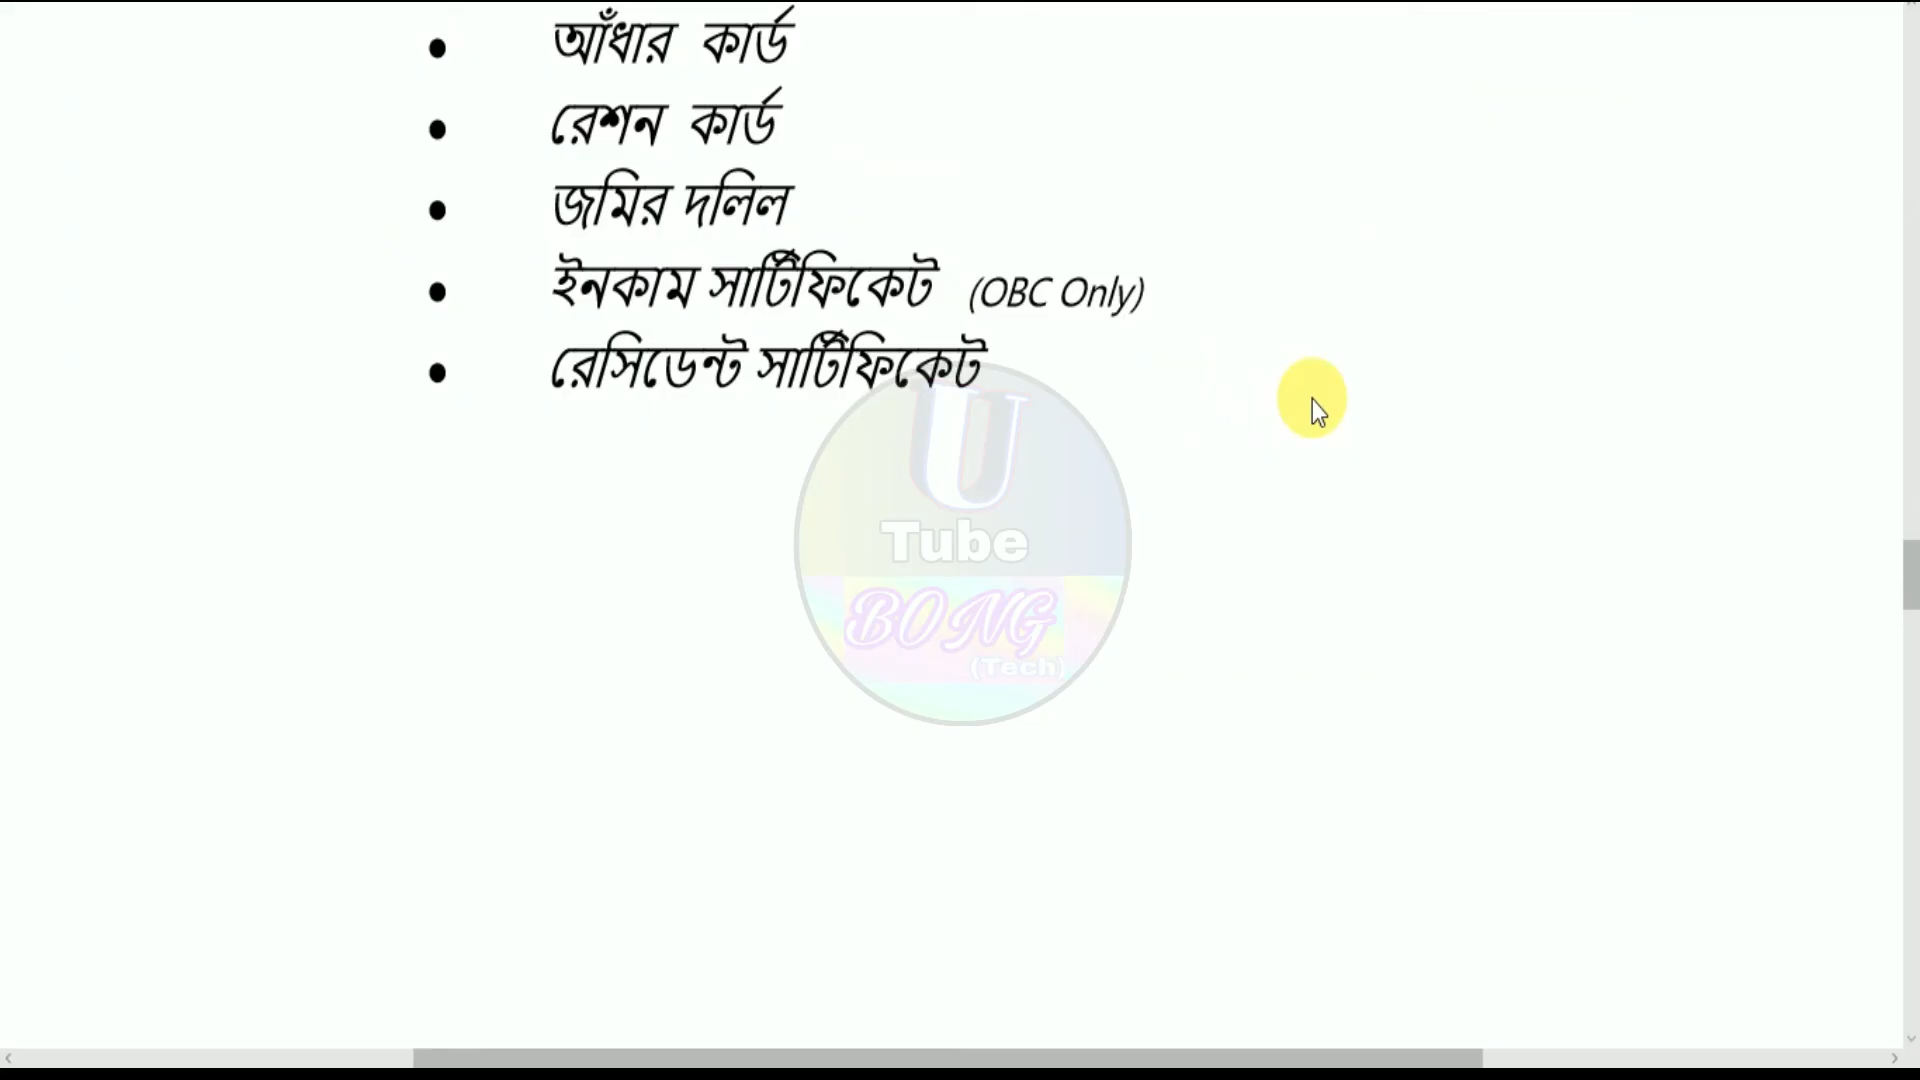 • আঁধার কার্ড
• রেশন কার্ড
• জমির দলিল
• ইনকাম সার্টিফিকেট (OBC Only)
• রেসিডেন্ট সার্টিফিকেট
U
Tube
BONG
(Tech)